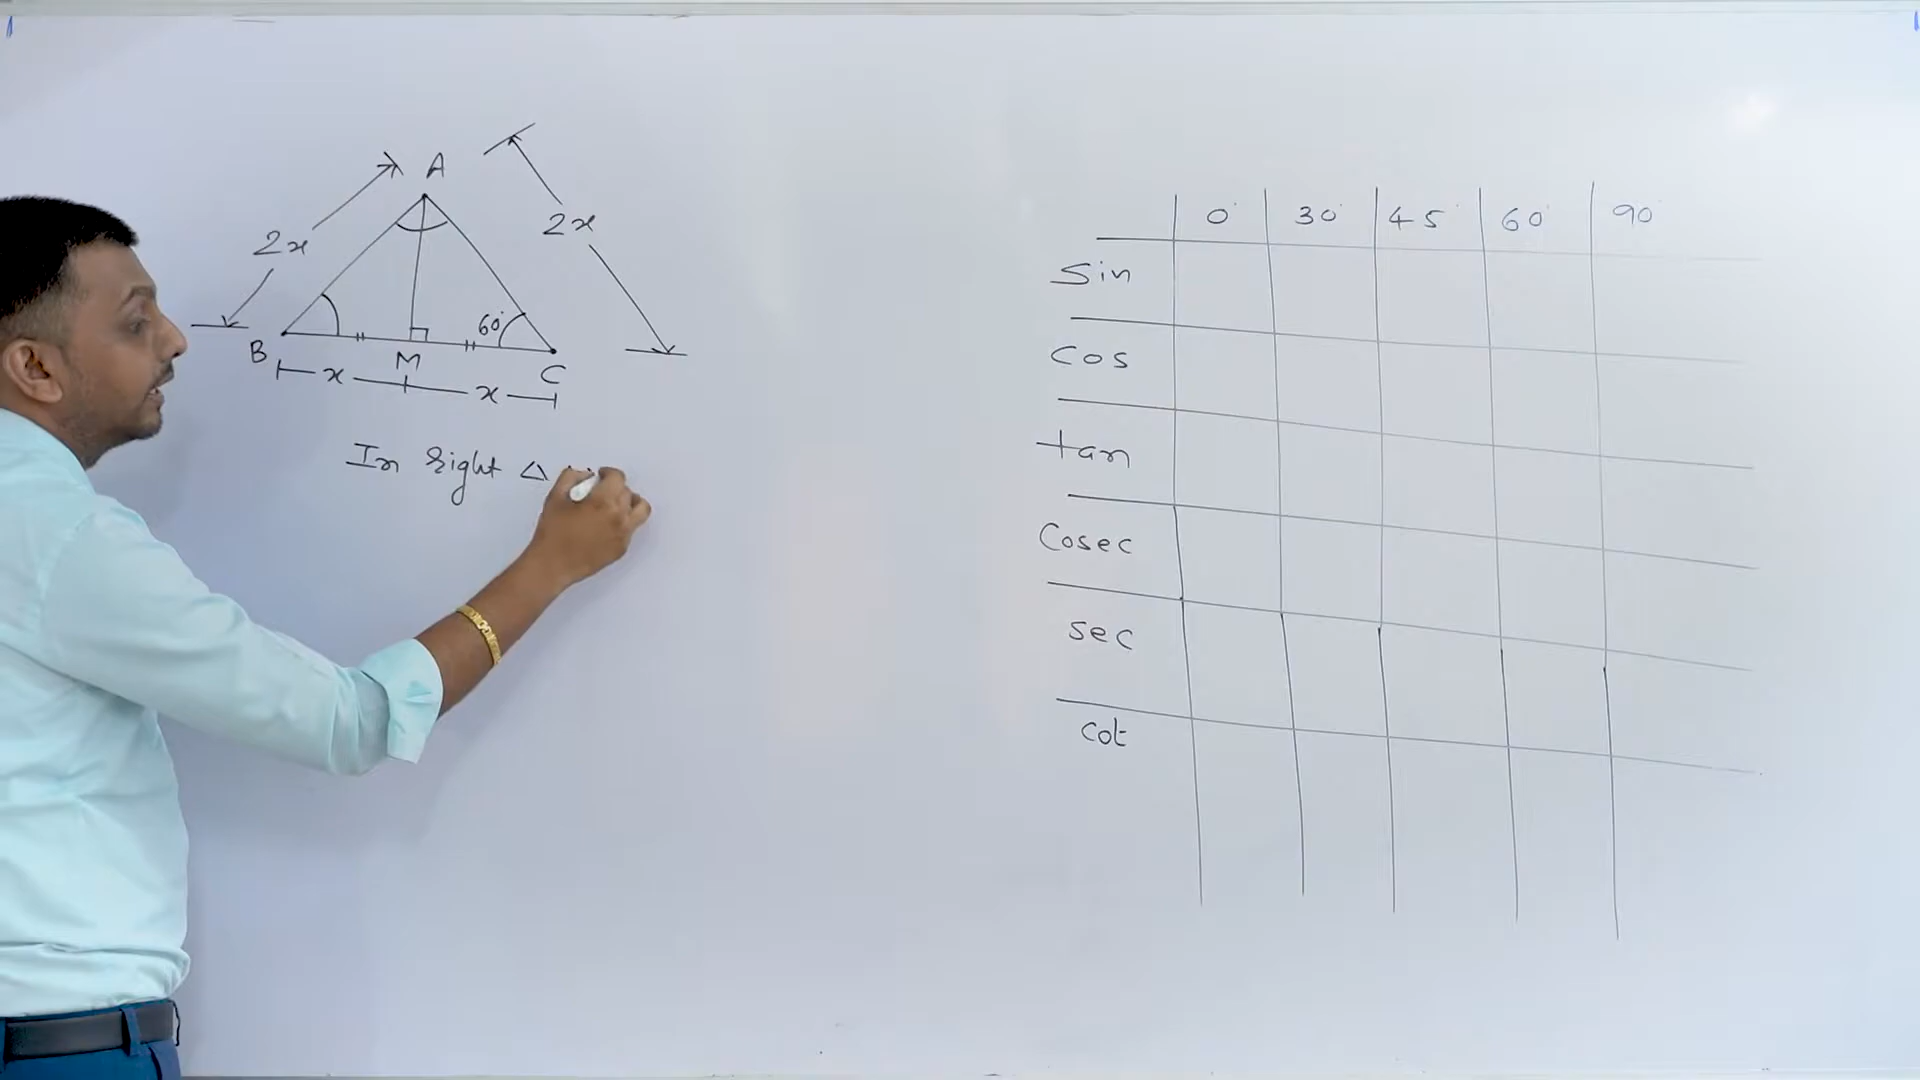 A
2x
2x
60°
B
M
C
x
x
In right △
0° 30° 45° 60° 90°
Sin
Cos
tan
Cosec
sec
cot